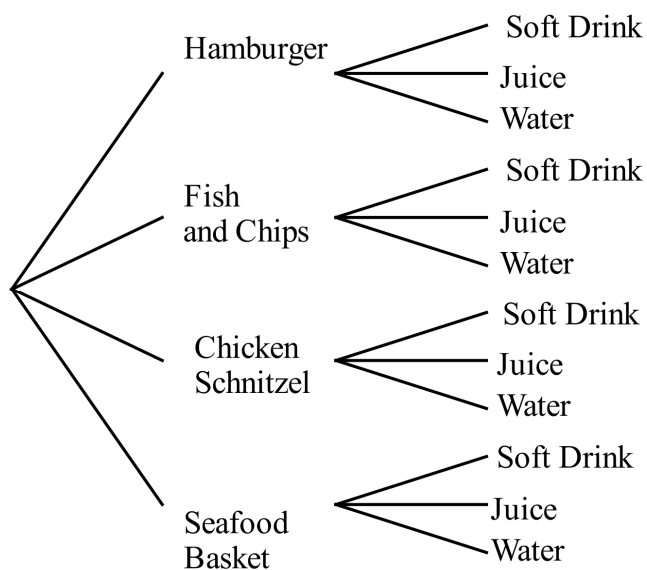 Hamburger
Soft Drink
Juice
Water
Fish
and Chips
Soft Drink
Juice
Water
Chicken
Schnitzel
Soft Drink
Juice
Water
Seafood
Basket
Soft Drink
Juice
Water